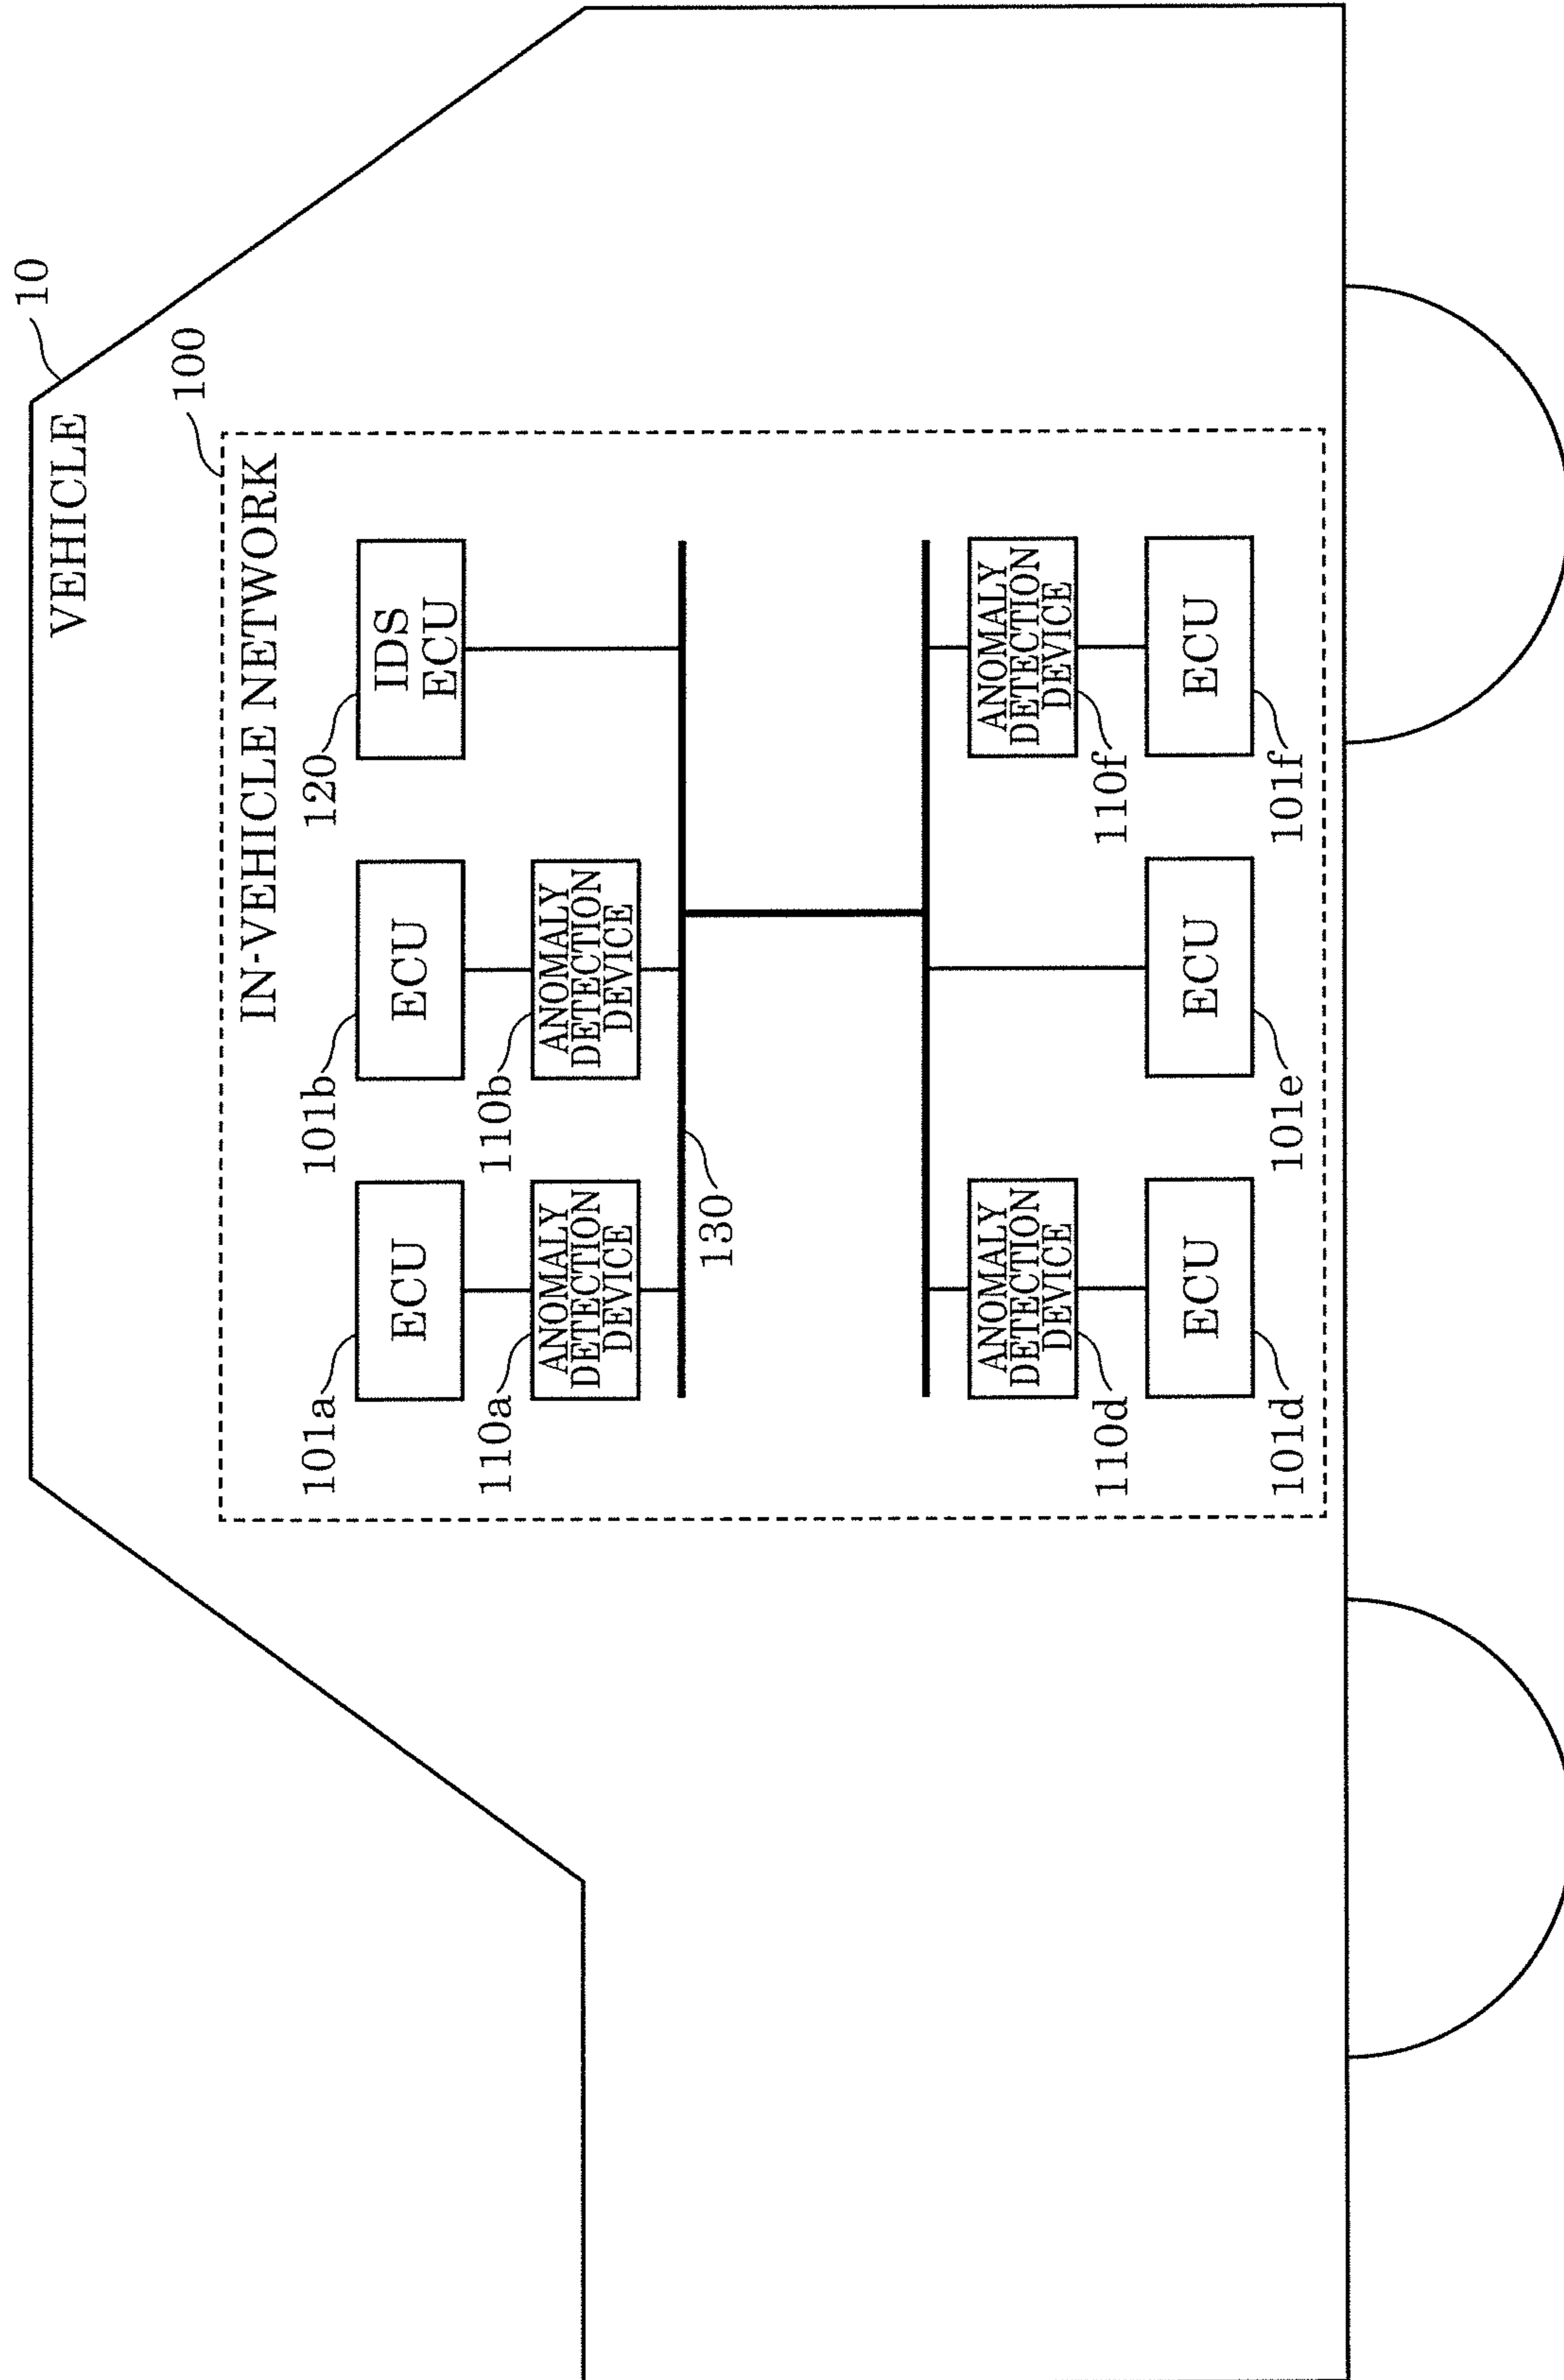 10
VEHICLE
100
IN-VEHICLE NETWORK
101a
ECU
101b
ECU
120
IDS
ECU
110a
ANOMALY
DETECTION
DEVICE
110b
ANOMALY
DETECTION
DEVICE
130
110d
ANOMALY
DETECTION
DEVICE
110f
ANOMALY
DETECTION
DEVICE
101d
ECU
101e
ECU
101f
ECU